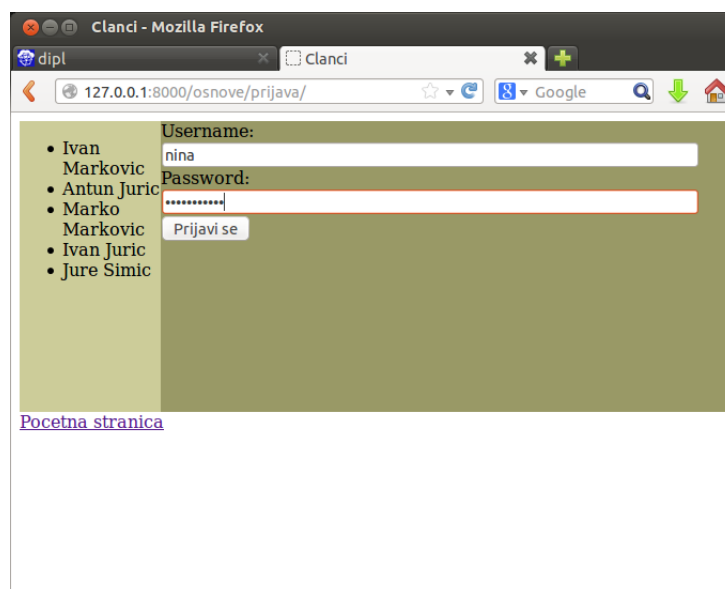 Clanci - Mozilla Firefox
dipl
Clanci
127.0.0.1:8000/osnove/prijava/
Google
Ivan
Markovic
Antun Juric
Marko
Markovic
Ivan Juric
Jure Simic
Username:
nina
Password:
•••••••••••
Prijavi se
Pocetna stranica